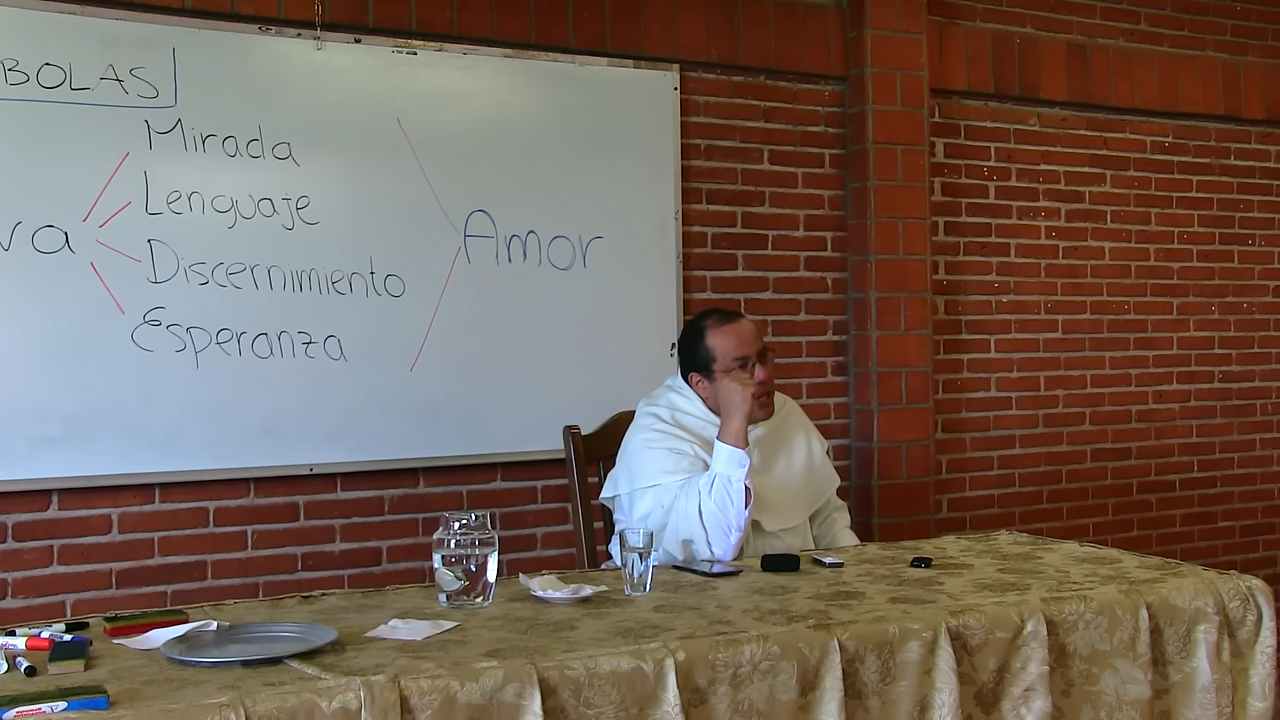 BOLAS
Mirada
Lenguaje
va
Amor
Discernimiento
Esperanza